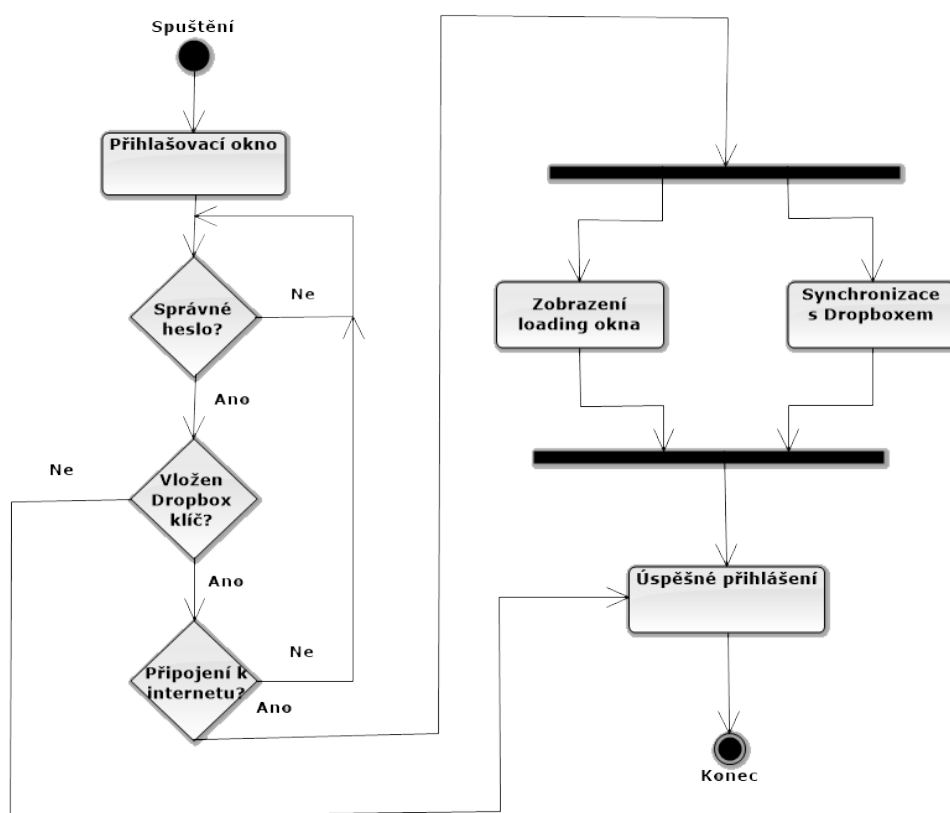 Spuštění
Přihlašovací okno
Správné
heslo?
Ne
Ano
Vložen
Dropbox
klíč?
Ne
Ano
Připojení k
internetu?
Ne
Ano
Zobrazení
loading okna
Synchronizace
s Dropboxem
Úspěšné přihlášení
Konec